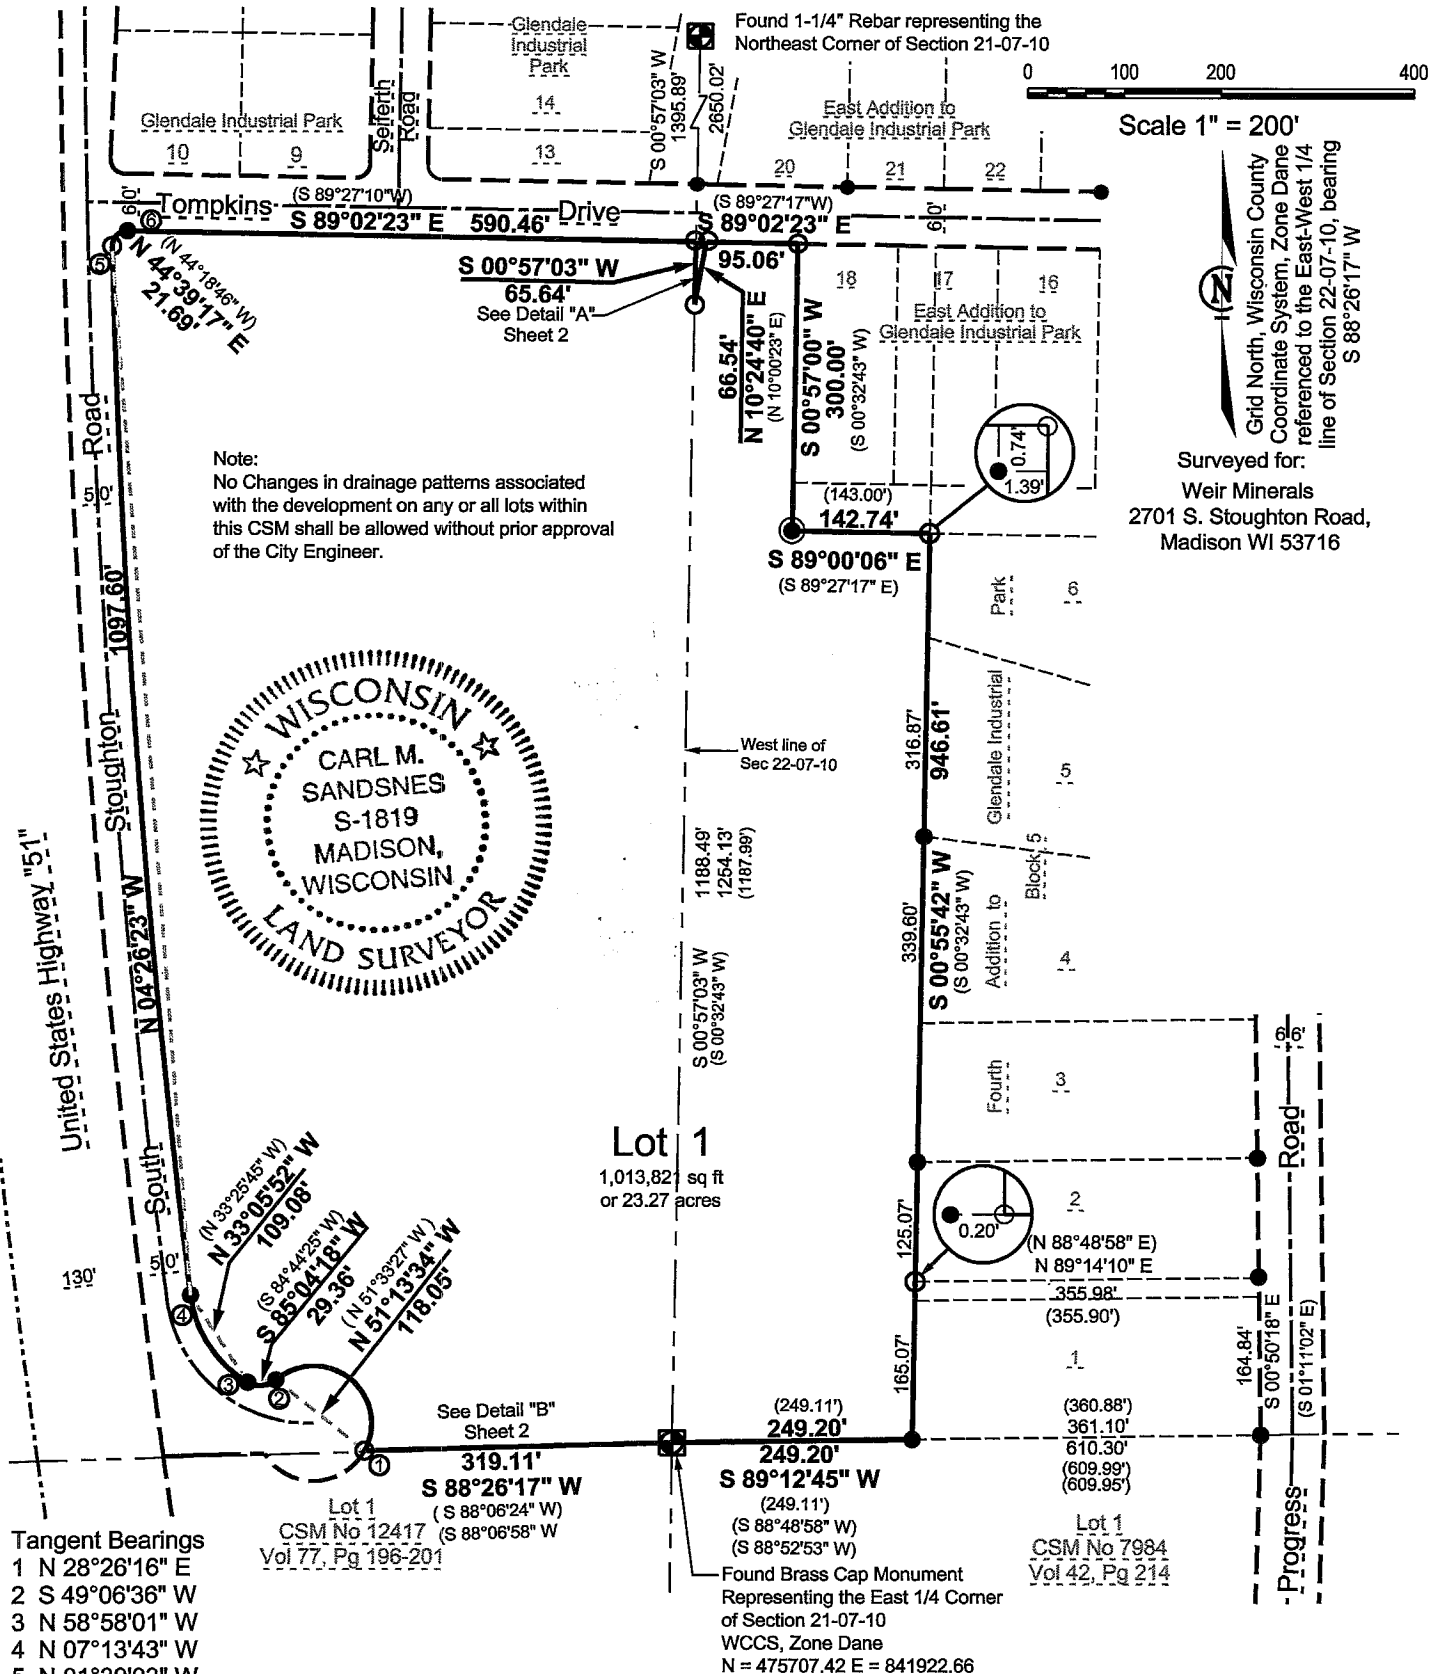 Found 1-1/4" Rebar representing the
Northeast Corner of Section 21-07-10
0 100 200 400
Scale 1" = 200'
Grid North, Wisconsin County
Coordinate System, Zone Dane
referenced to the East-West 1/4
line of Section 22-07-10, bearing
S 88°26'17" W
N
Surveyed for:
Weir Minerals
2701 S. Stoughton Road,
Madison WI 53716
Glendale
Industrial
Park
14
13
Glendale Industrial Park
10
9
Seiferth
Road
S 00°57'03" W
1395.89'
2650.02'
East Addition to
Glendale Industrial Park
20
21
22
(S 89°27'10"W)
Tompkins Drive
60'
6
S 89°02'23" E 590.46'
(S 89°27'17"W)
S 89°02'23" E
95.06'
60'
5
N 44°39'17" E
(N 44°18'46" W)
21.69'
S 00°57'03" W
65.64'
See Detail "A"
Sheet 2
N 10°24'40" E
66.54'
(N 10°00'23" E)
S 00°57'00" W
300.00'
(S 00°32'43" W)
18
17
16
East Addition to
Glendale Industrial Park
0.74'
1.39'
(143.00')
142.74'
S 89°00'06" E
(S 89°27'17" E)
Note:
No Changes in drainage patterns associated
with the development on any or all lots within
this CSM shall be allowed without prior approval
of the City Engineer.
Road
50'
1097.60'
Stoughton
N 04°26'23" W
United States Highway "51"
South
50'
130'
WISCONSIN
CARL M.
SANDSNES
S-1819
MADISON,
WISCONSIN
LAND SURVEYOR
West line of
Sec 22-07-10
1188.49'
1254.13'
(1187.99')
S 00°57'03" W
(S 00°32'43" W)
316.87'
946.61'
339.60'
S 00°55'42" W
(S 00°32'43" W)
Park
Glendale Industrial
Block 5
Addition to
Fourth
6
5
4
3
2
1
66'
Road
Lot 1
1,013,821 sq ft
or 23.27 acres
125.07'
0.20'
(N 88°48'58" E)
N 89°14'10" E
355.98'
(355.90')
165.07'
164.84'
S 00°50'18" E
(S 01°11'02" E)
(N 33°25'45" W)
N 33°05'52" W
109.08'
(S 84°44'25" W)
S 85°04'18" W
29.36'
(N 51°33'27" W)
N 51°13'34" W
118.05'
4
3
2
1
See Detail "B"
Sheet 2
319.11'
S 88°26'17" W
(S 88°06'24" W)
(S 88°06'58" W
(249.11')
249.20'
249.20'
S 89°12'45" W
(249.11')
(S 88°48'58" W)
(S 88°52'53" W)
(360.88')
361.10'
610.30'
(609.99')
(609.95')
Lot 1
CSM No 12417
Vol 77, Pg 196-201
Lot 1
CSM No 7984
Vol 42, Pg 214
Progress
Found Brass Cap Monument
Representing the East 1/4 Corner
of Section 21-07-10
WCCS, Zone Dane
N = 475707.42 E = 841922.66
Tangent Bearings
1 N 28°26'16" E
2 S 49°06'36" W
3 N 58°58'01" W
4 N 07°13'43" W